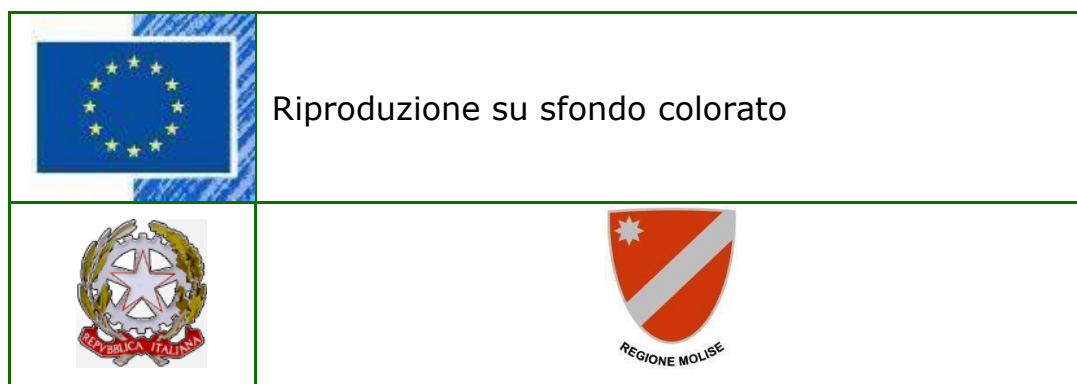 Riproduzione su sfondo colorato
REPVBBLICA ITALIANA
REGIONE MOLISE